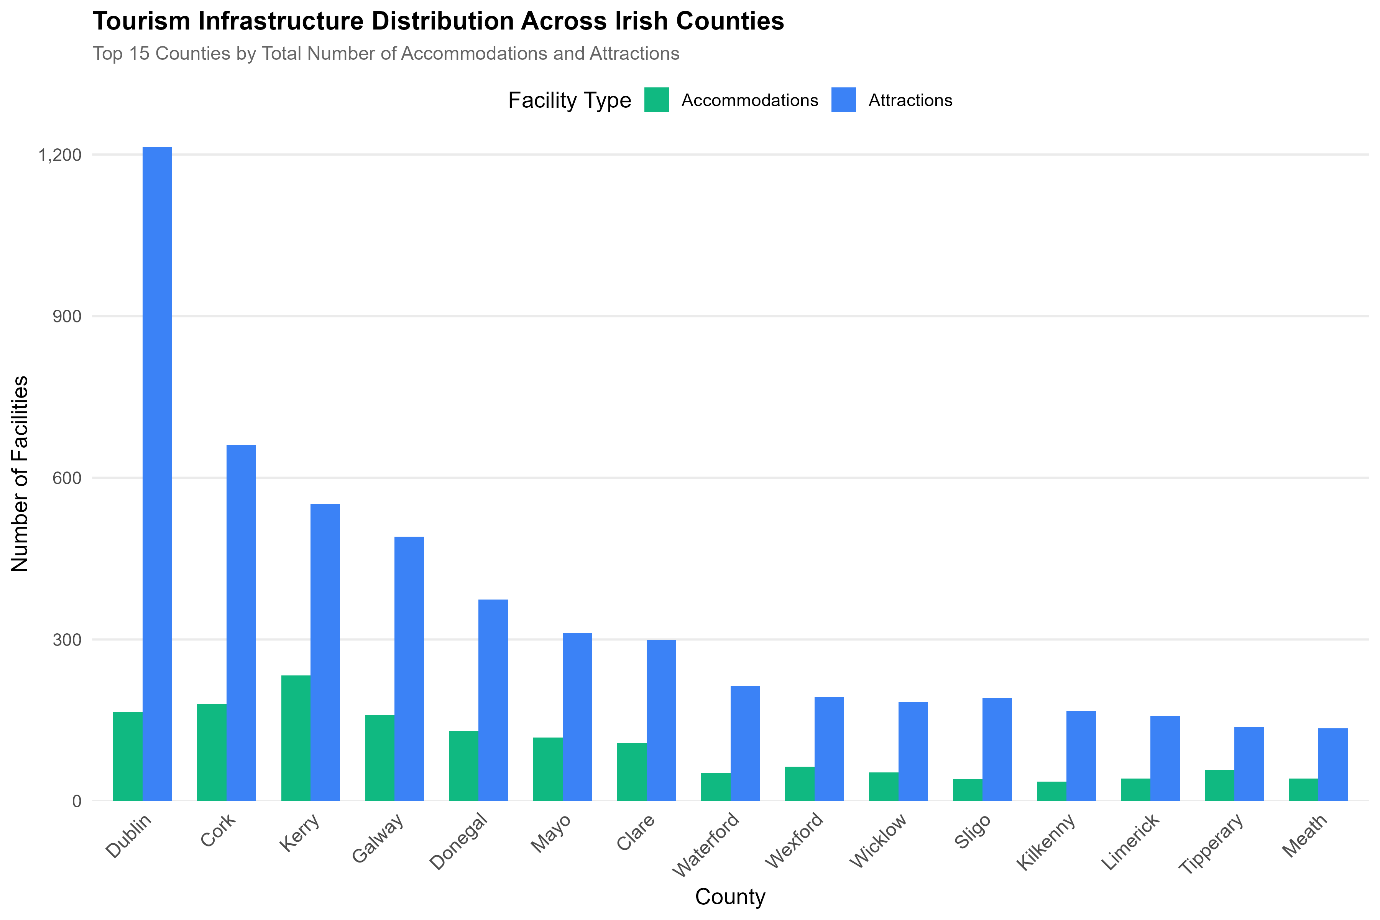 Tourism Infrastructure Distribution Across Irish Counties
Top 15 Counties by Total Number of Accommodations and Attractions
Facility Type
Accommodations
Attractions
Number of Facilities
1,200
900
600
300
0
Dublin
Cork
Kerry
Galway
Donegal
Mayo
Clare
Waterford
Wexford
Wicklow
Sligo
Kilkenny
Limerick
Tipperary
Meath
County